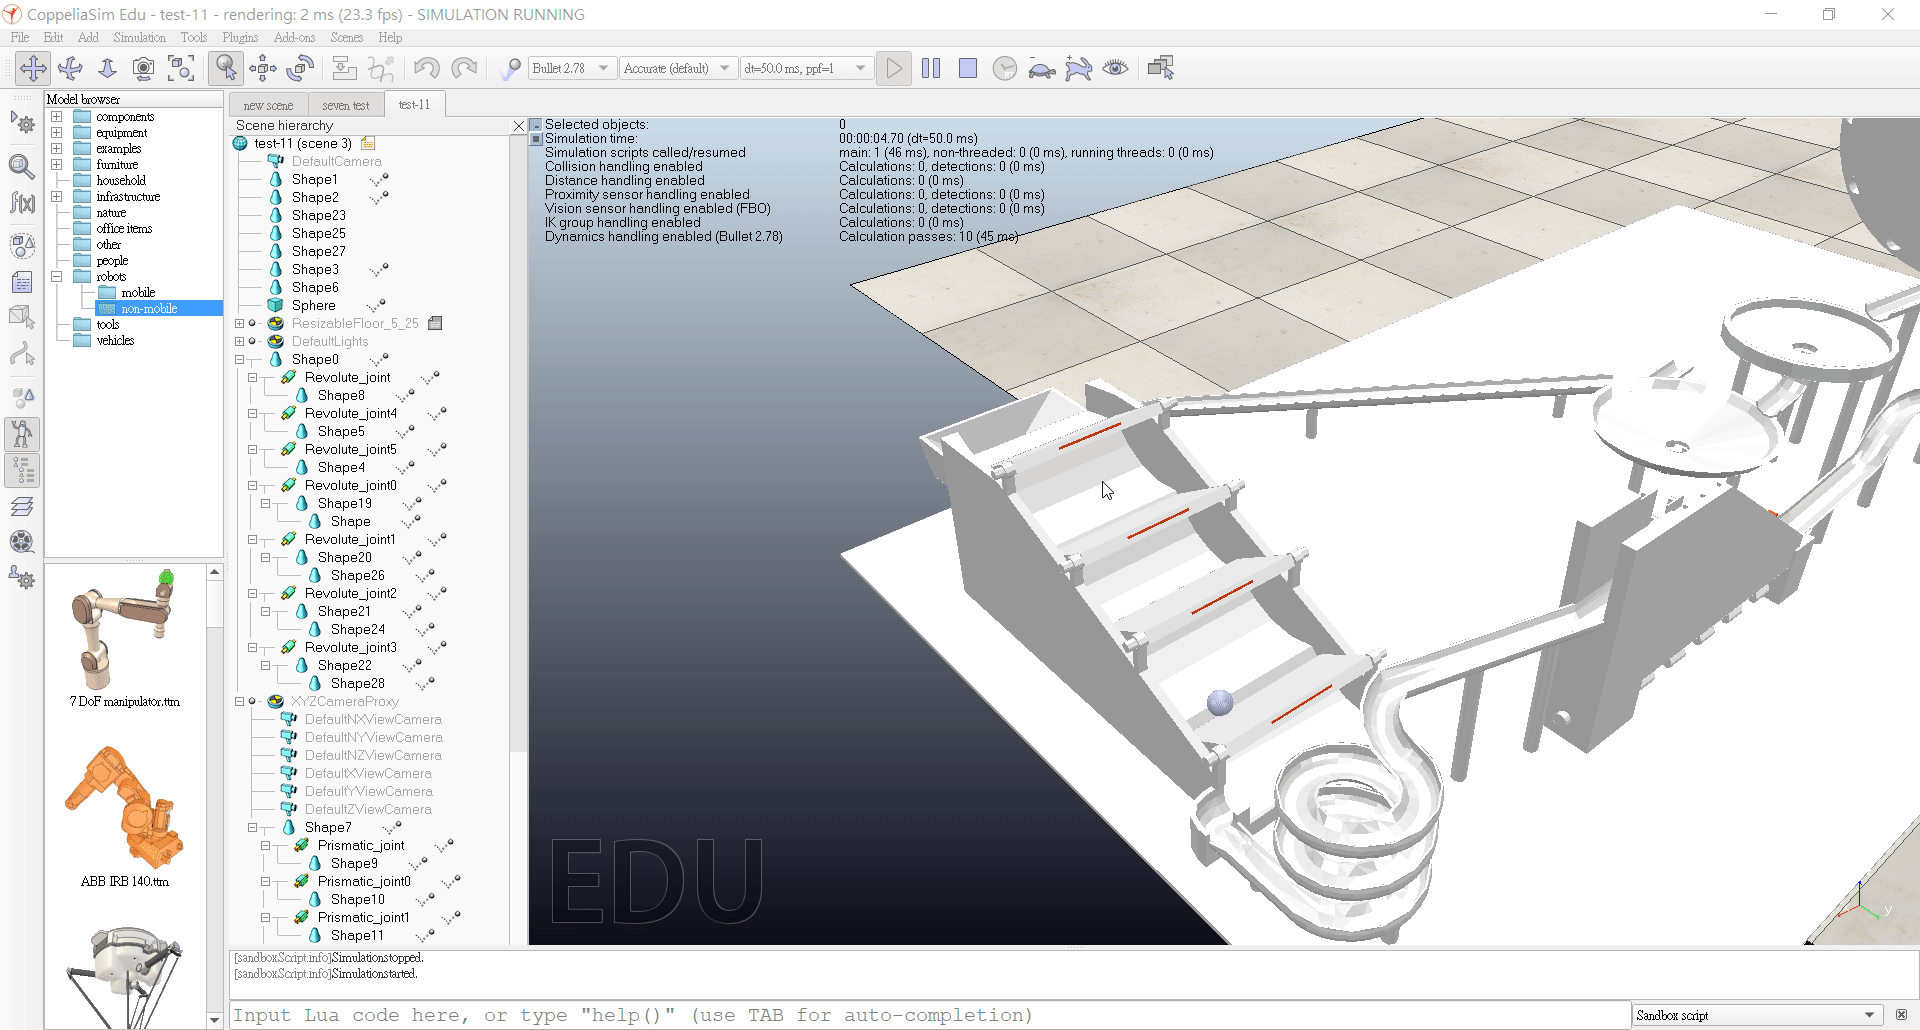 CoppeliaSim Edu - test-11 - rendering: 2 ms (23.3 fps) - SIMULATION RUNNING
File Edit Add Simulation Tools Plugins Add-ons Scenes Help
Bullet 2.78 Accurate (default) dt=50.0 ms, ppf=1
Model browser
components
equipment
examples
furniture
household
infrastructure
nature
office items
other
people
robots
mobile
non-mobile
tools
vehicles
7 DoF manipulator.ttm
ABB IRB 140.ttm
new scene seven test test-11
Scene hierarchy
test-11 (scene 3)
DefaultCamera
Shape1
Shape2
Shape23
Shape25
Shape27
Shape3
Shape6
Sphere
ResizableFloor_5_25
DefaultLights
Shape0
Revolute_joint
Shape8
Revolute_joint4
Shape5
Revolute_joint5
Shape4
Revolute_joint0
Shape19
Shape
Revolute_joint1
Shape20
Shape26
Revolute_joint2
Shape21
Shape24
Revolute_joint3
Shape22
Shape28
XYZCameraProxy
DefaultNXViewCamera
DefaultNYViewCamera
DefaultNZViewCamera
DefaultXViewCamera
DefaultYViewCamera
DefaultZViewCamera
Shape7
Prismatic_joint
Shape9
Prismatic_joint0
Shape10
Prismatic_joint1
Shape11
Selected objects: 0
Simulation time: 00:00:04.70 (dt=50.0 ms)
Simulation scripts called/resumed main: 1 (46 ms), non-threaded: 0 (0 ms), running threads: 0 (0 ms)
Collision handling enabled Calculations: 0, detections: 0 (0 ms)
Distance handling enabled Calculations: 0 (0 ms)
Proximity sensor handling enabled Calculations: 0, detections: 0 (0 ms)
Vision sensor handling enabled (FBO) Calculations: 0, detections: 0 (0 ms)
IK group handling enabled Calculations: 0 (0 ms)
Dynamics handling enabled (Bullet 2.78) Calculation passes: 10 (45 ms)
EDU
y
[sandboxScript:info]Simulationstopped.
[sandboxScript:info]Simulationstarted.
Input Lua code here, or type "help()" (use TAB for auto-completion)
Sandbox script